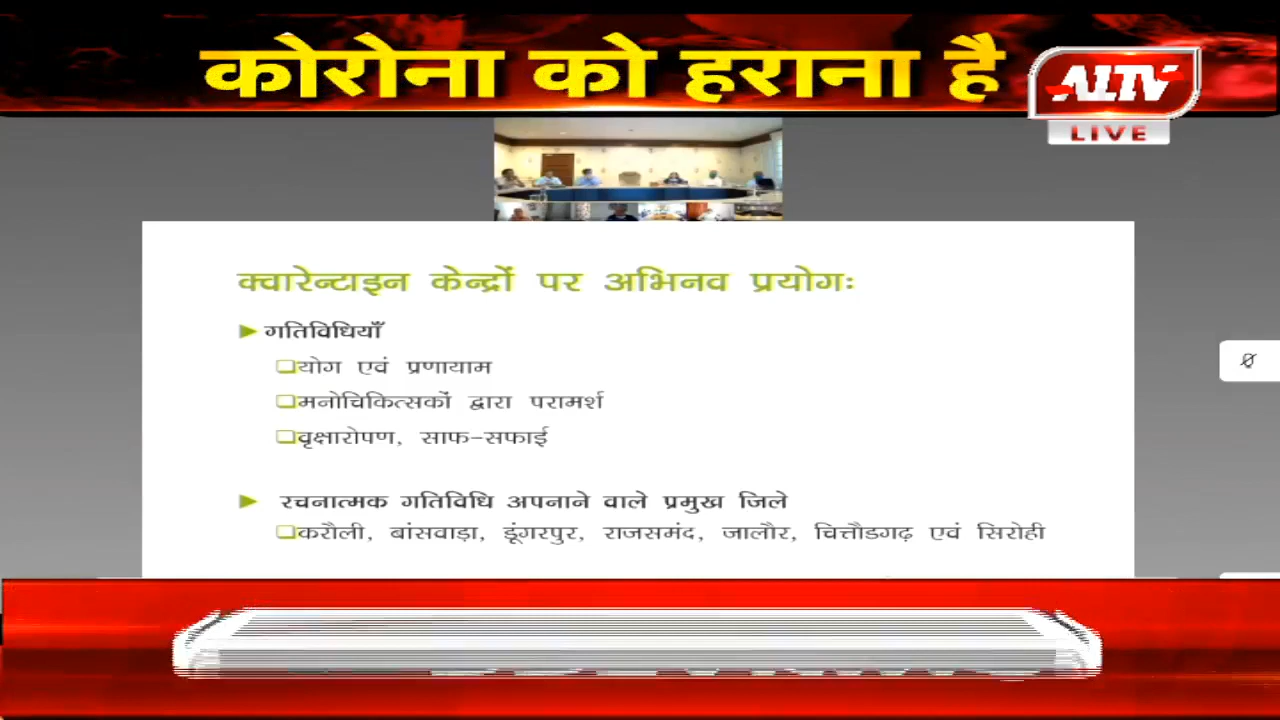 कोरोना को हराना है
ALTV
LIVE
क्वारेन्टाइन केन्द्रों पर अभिनव प्रयोगः
गतिविधियाँ
योग एवं प्रणायाम
मनोचिकित्सकों द्वारा परामर्श
वृक्षारोपण, साफ-सफाई
रचनात्मक गतिविधि अपनाने वाले प्रमुख जिले
करौली, बांसवाड़ा, डूंगरपुर, राजसमंद, जालौर, चित्तौडगढ़ एवं सिरोही